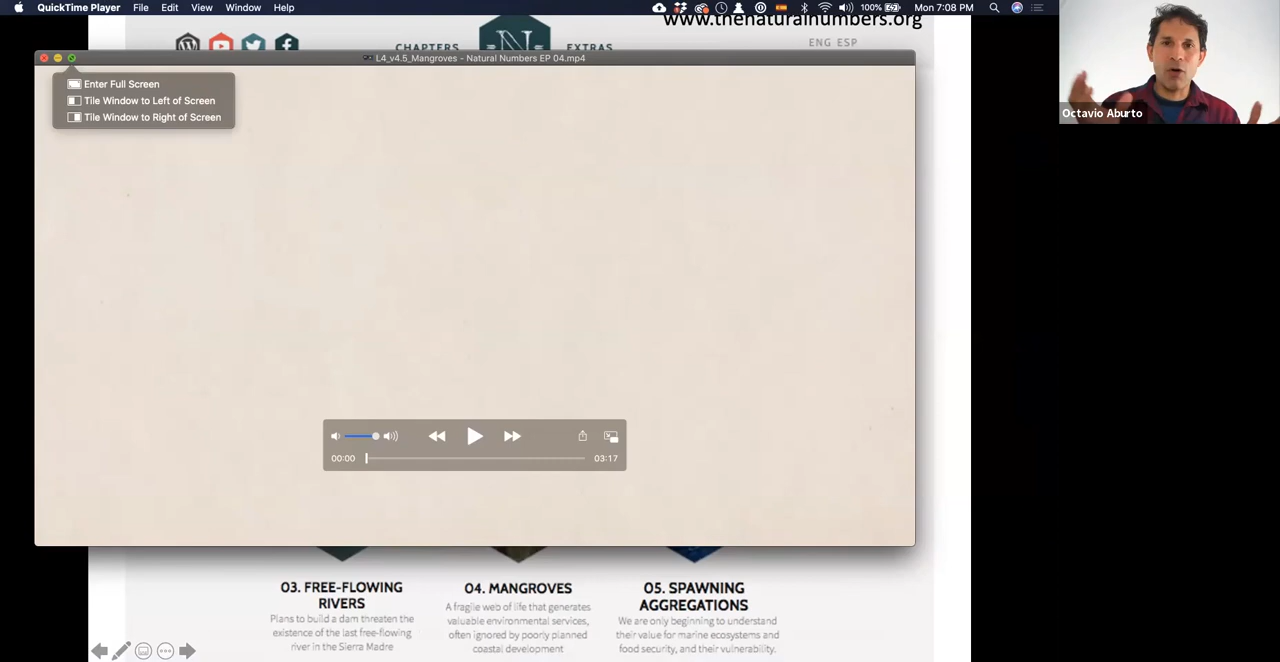 QuickTime Player File Edit View Window Help
100% Mon 7:08 PM
www.thenaturalnumbers.org
CHAPTERS N EXTRAS
ENG ESP
L4_v4.5_Mangroves - Natural Numbers EP 04.mp4
Enter Full Screen
Tile Window to Left of Screen
Tile Window to Right of Screen
Octavio Aburto
00:00 03:17
03. FREE-FLOWING
RIVERS
Plans to build a dam threaten the
existence of the last free-flowing
river in the Sierra Madre
04. MANGROVES
A fragile web of life that generates
valuable environmental services,
often ignored by poorly planned
coastal development
05. SPAWNING
AGGREGATIONS
We are only beginning to understand
their value for marine ecosystems and
food security, and their vulnerability.